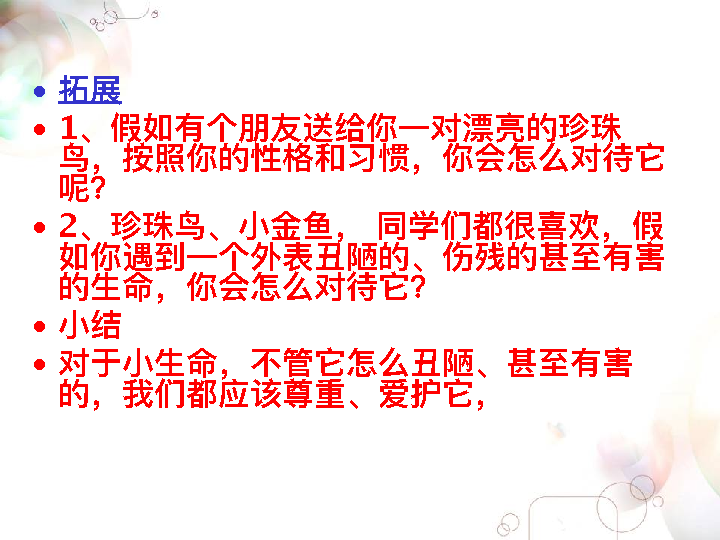 • 拓展
• 1、假如有个朋友送给你一对漂亮的珍珠
鸟，按照你的性格和习惯，你会怎么对待它
呢？
• 2、珍珠鸟、小金鱼， 同学们都很喜欢，假
如你遇到一个外表丑陋的、伤残的甚至有害
的生命，你会怎么对待它？
• 小结
• 对于小生命，不管它怎么丑陋、甚至有害
的，我们都应该尊重、爱护它，